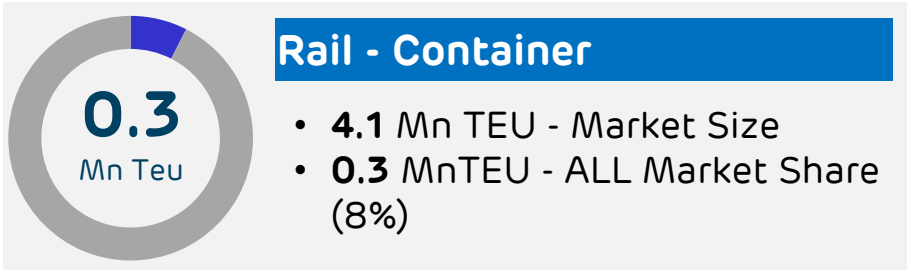 0.3
Mn Teu
Rail - Container
• 4.1 Mn TEU - Market Size
• 0.3 MnTEU - ALL Market Share
(8%)